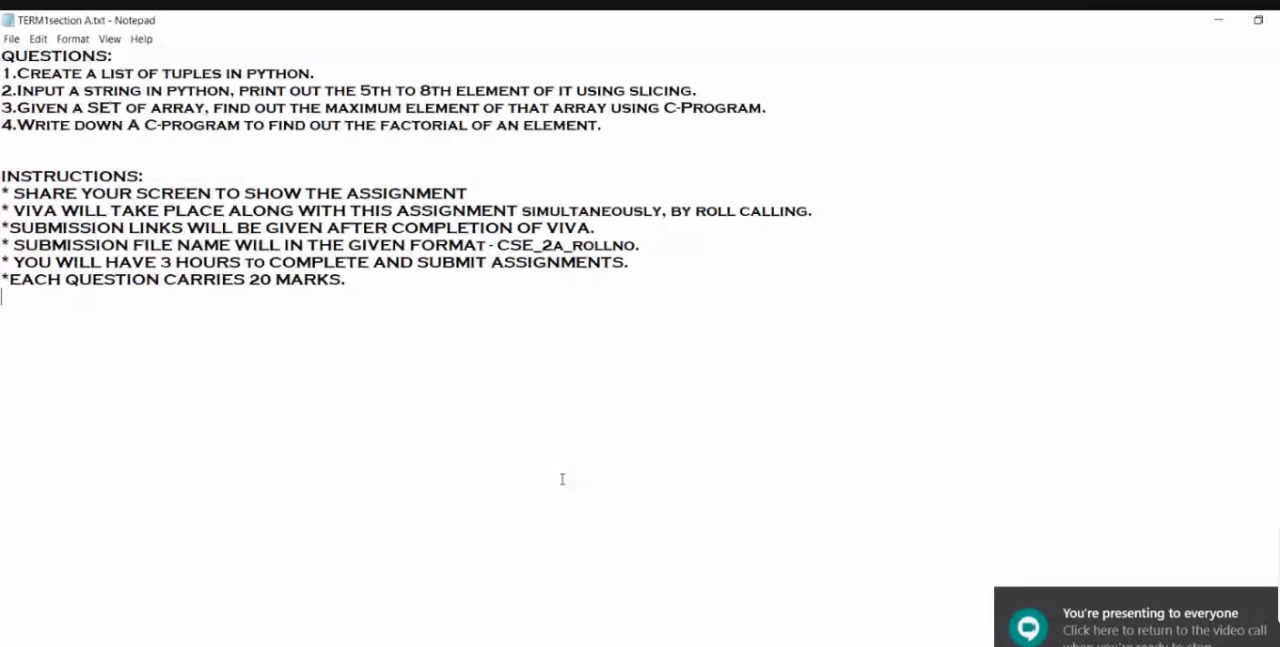 TERM1section A.txt - Notepad
File Edit Format View Help
QUESTIONS:
1.CREATE A LIST OF TUPLES IN PYTHON.
2.INPUT A STRING IN PYTHON, PRINT OUT THE 5TH TO 8TH ELEMENT OF IT USING SLICING.
3.GIVEN A SET OF ARRAY, FIND OUT THE MAXIMUM ELEMENT OF THAT ARRAY USING C-PROGRAM.
4.WRITE DOWN A C-PROGRAM TO FIND OUT THE FACTORIAL OF AN ELEMENT.
INSTRUCTIONS:
* SHARE YOUR SCREEN TO SHOW THE ASSIGNMENT
* VIVA WILL TAKE PLACE ALONG WITH THIS ASSIGNMENT SIMULTANEOUSLY, BY ROLL CALLING.
*SUBMISSION LINKS WILL BE GIVEN AFTER COMPLETION OF VIVA.
* SUBMISSION FILE NAME WILL IN THE GIVEN FORMAT - CSE_2A_ROLLNO.
* YOU WILL HAVE 3 HOURS TO COMPLETE AND SUBMIT ASSIGNMENTS.
*EACH QUESTION CARRIES 20 MARKS.
You're presenting to everyone
Click here to return to the video call
when you're ready to stop